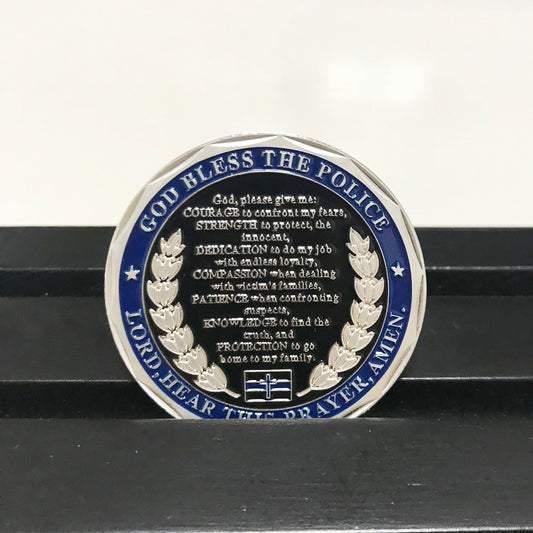 GOD BLESS THE POLICE
God, please give me:
COURAGE to confront my fears,
STRENGTH to protect, the
innocent,
DEDICATION to do my job
with endless loyalty,
COMPASSION when dealing
with victim's families,
PATIENCE when confronting
suspects,
KNOWLEDGE to find the
truth, and
PROTECTION to go
home to my family.
LORD, HEAR THIS PRAYER, AMEN.